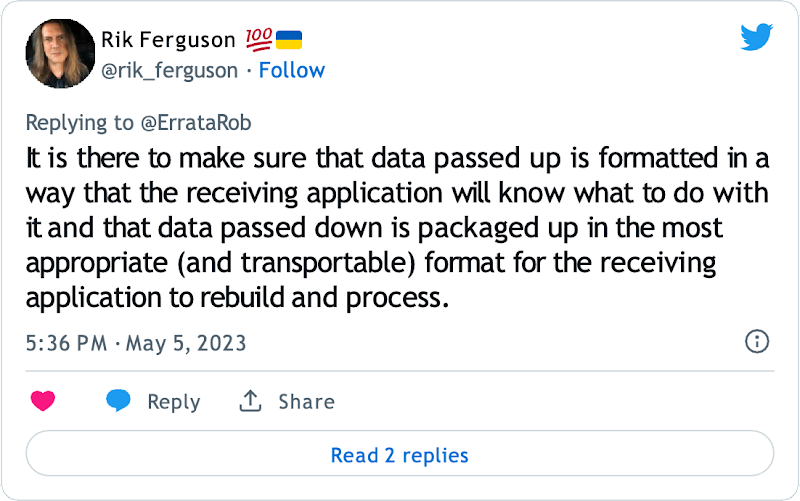 Rik Ferguson 💯🇺🇦
@rik_ferguson · Follow
Replying to @ErrataRob
It is there to make sure that data passed up is formatted in a
way that the receiving application will know what to do with
it and that data passed down is packaged up in the most
appropriate (and transportable) format for the receiving
application to rebuild and process.
5:36 PM · May 5, 2023
Reply Share
Read 2 replies